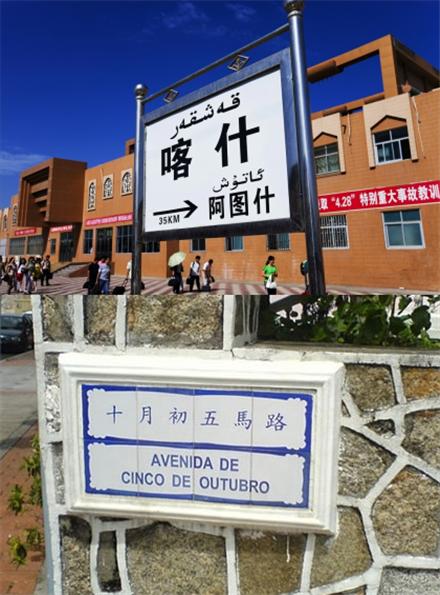 قەشقەر
喀什
ئاتۇش
阿图什
35KM
取“4.28”特别重大事故教训
十月初五馬路
AVENIDA DE
CINCO DE OUTUBRO